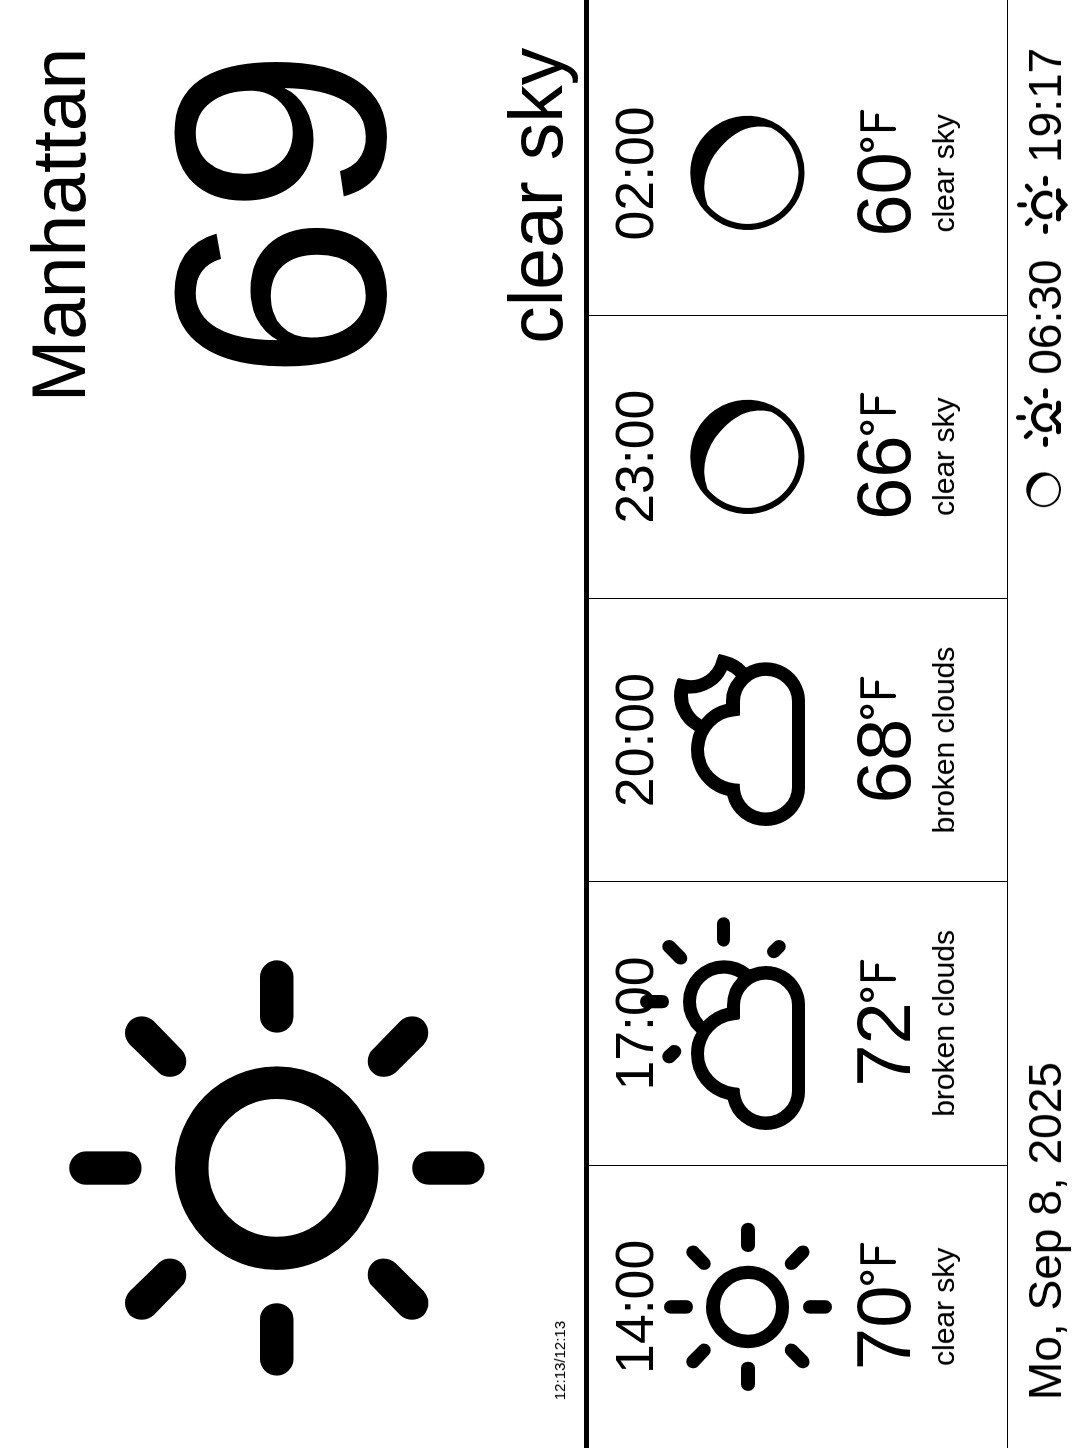 Manhattan
69
12:13/12:13
clear sky
14:00
70°F
clear sky
17:00
72°F
broken clouds
20:00
68°F
broken clouds
23:00
66°F
clear sky
02:00
60°F
clear sky
Mo, Sep 8, 2025
06:30
19:17